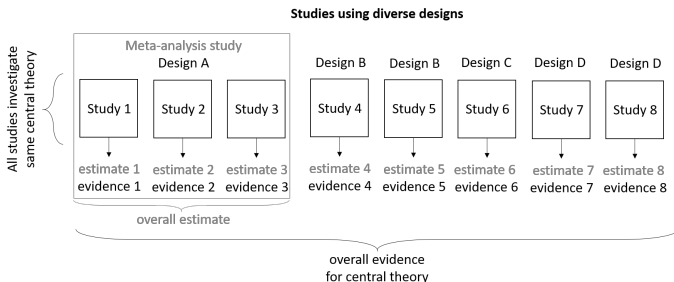 Studies using diverse designs
Meta-analysis study
Design A
Design B
Design B
Design C
Design D
Design D
All studies investigate
same central theory
Study 1
Study 2
Study 3
Study 4
Study 5
Study 6
Study 7
Study 8
estimate 1
evidence 1
estimate 2
evidence 2
estimate 3
evidence 3
estimate 4
evidence 4
estimate 5
evidence 5
estimate 6
evidence 6
estimate 7
evidence 7
estimate 8
evidence 8
overall estimate
overall evidence
for central theory